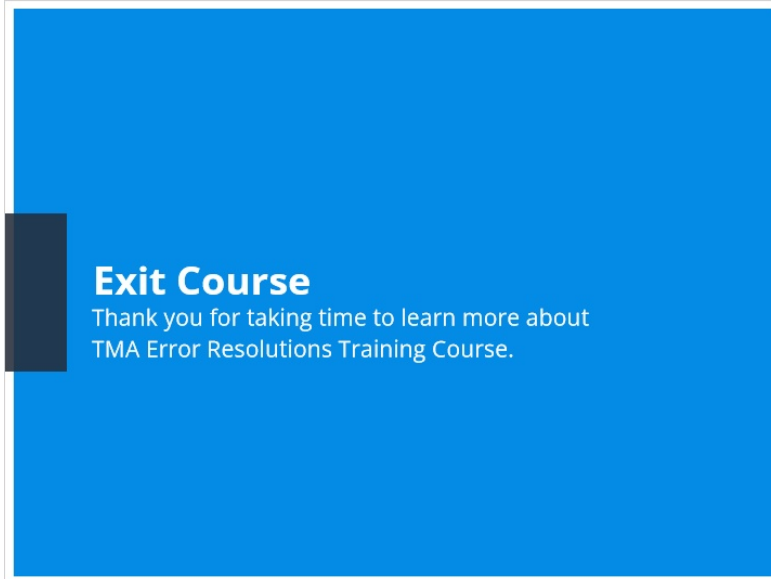 Exit Course
Thank you for taking time to learn more about
TMA Error Resolutions Training Course.